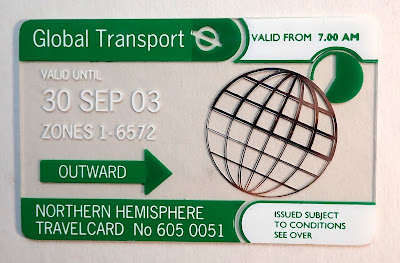 Global Transport
VALID FROM 7.00 AM
VALID UNTIL
30 SEP 03
ZONES 1-6572
OUTWARD
NORTHERN HEMISPHERE
TRAVELCARD No 605 0051
ISSUED SUBJECT
TO CONDITIONS
SEE OVER